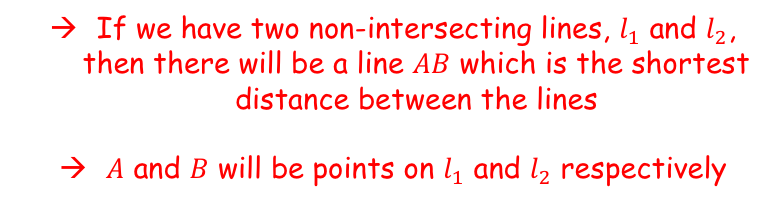 → If we have two non-intersecting lines, l₁ and l₂,
then there will be a line AB which is the shortest
distance between the lines
→ A and B will be points on l₁ and l₂ respectively